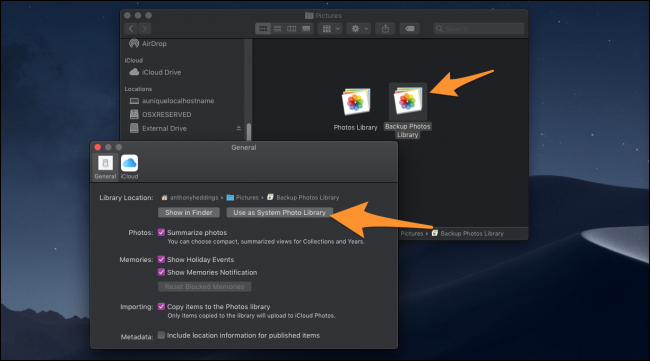 Pictures
Search
AirDrop
iCloud
iCloud Drive
Locations
auniquelocalhostname
OSXRESERVED
External Drive
Photos Library
Backup Photos
Library
Pictures
Backup Photos Library
General
General
iCloud
Library Location:
anthonyheddings
Pictures
Backup Photos Library
Show in Finder
Use as System Photo Library
Photos:
Summarize photos
You can choose compact, summarized views for Collections and Years.
Memories:
Show Holiday Events
Show Memories Notification
Reset Blocked Memories
Importing:
Copy items to the Photos library
Only items copied to the library will upload to iCloud Photos.
Metadata:
Include location information for published items